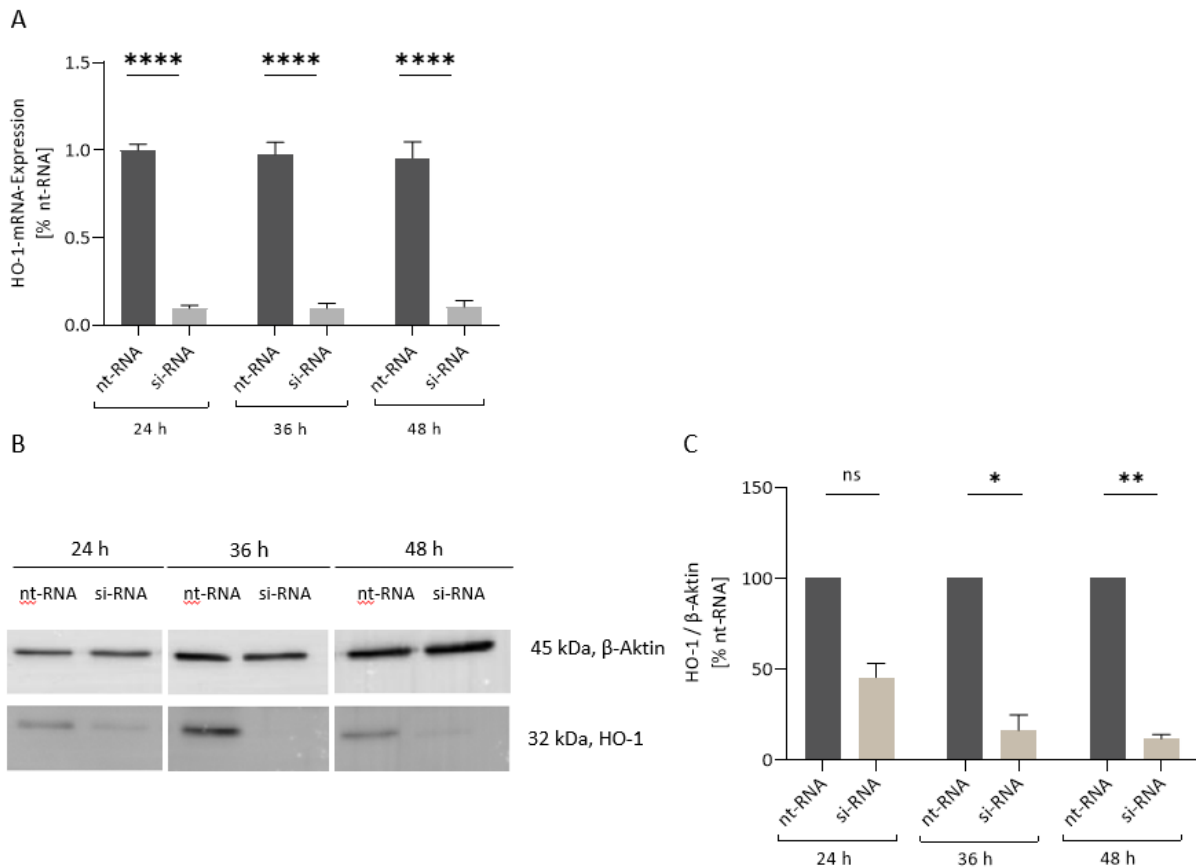 A
HO-1-mRNA-Expression
[% nt-RNA]
1.5
1.0
0.5
0.0
**** **** ****
nt-RNA si-RNA nt-RNA si-RNA nt-RNA si-RNA
24 h 36 h 48 h
B
24 h 36 h 48 h
nt-RNA si-RNA nt-RNA si-RNA nt-RNA si-RNA
45 kDa, β-Aktin
32 kDa, HO-1
C
HO-1 / β-Aktin
[% nt-RNA]
150
100
50
0
ns * **
nt-RNA si-RNA nt-RNA si-RNA nt-RNA si-RNA
24 h 36 h 48 h